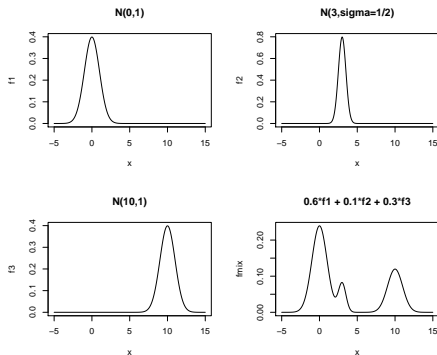 N(0,1)
f1
0.0 0.1 0.2 0.3 0.4
−5 0 5 10 15
x
N(3,sigma=1/2)
f2
0.0 0.2 0.4 0.6 0.8
−5 0 5 10 15
x
N(10,1)
f3
0.0 0.1 0.2 0.3 0.4
−5 0 5 10 15
x
0.6*f1 + 0.1*f2 + 0.3*f3
fmix
0.00 0.10 0.20
−5 0 5 10 15
x